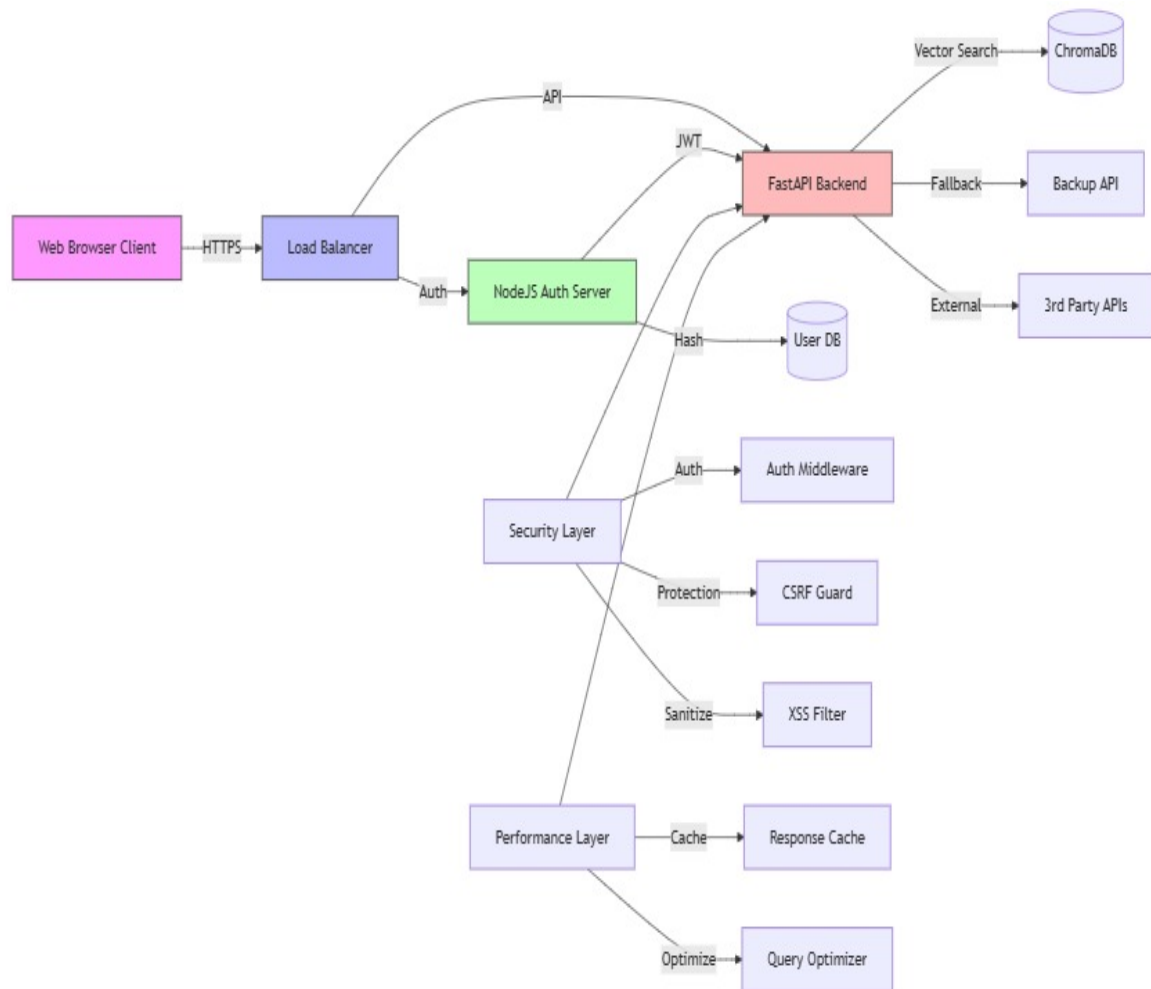 Vector Search
ChromaDB
API
JWT
FastAPI Backend
Fallback
Backup API
Web Browser Client
HTTPS
Load Balancer
Auth
NodeJS Auth Server
External
3rd Party APIs
Hash
User DB
Auth
Auth Middleware
Security Layer
Protection
CSRF Guard
Sanitize
XSS Filter
Performance Layer
Cache
Response Cache
Optimize
Query Optimizer